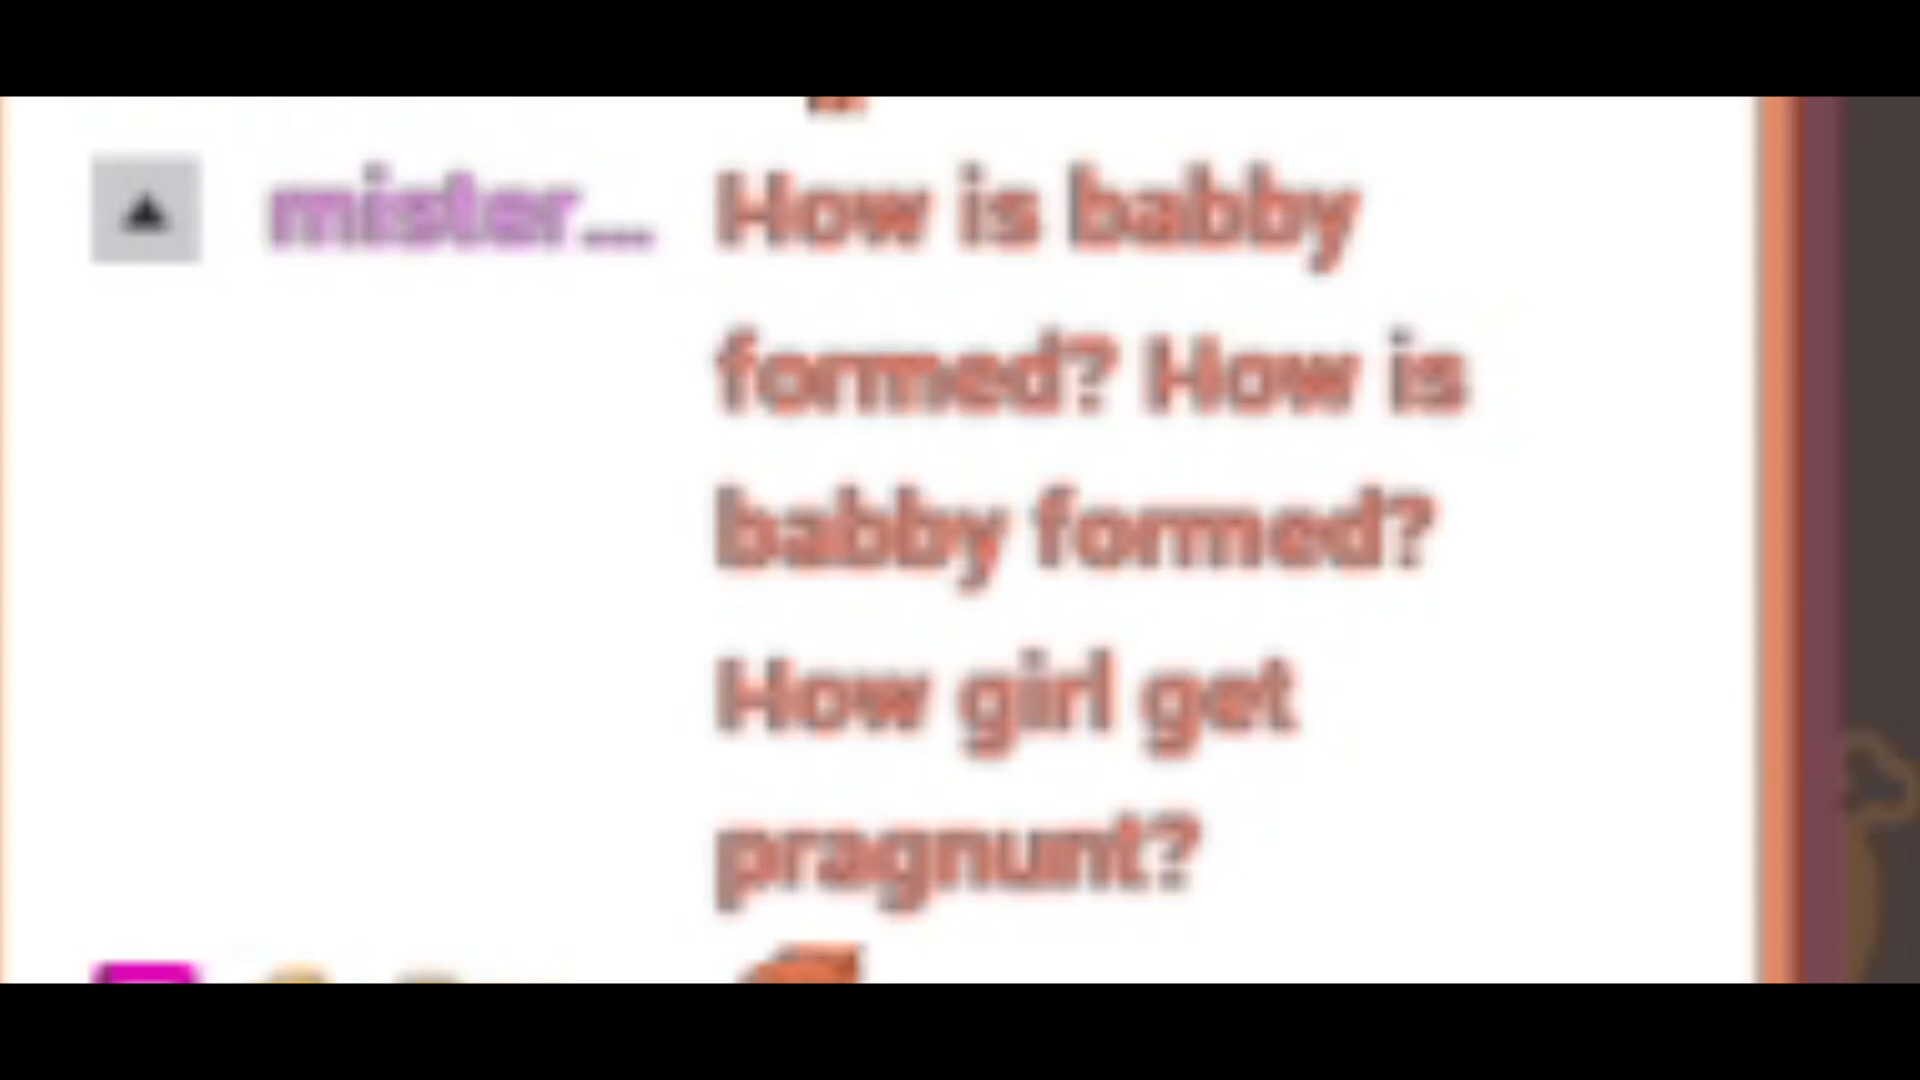 mister... How is babby
formed? How is
babby formed?
How girl get
pragnunt?